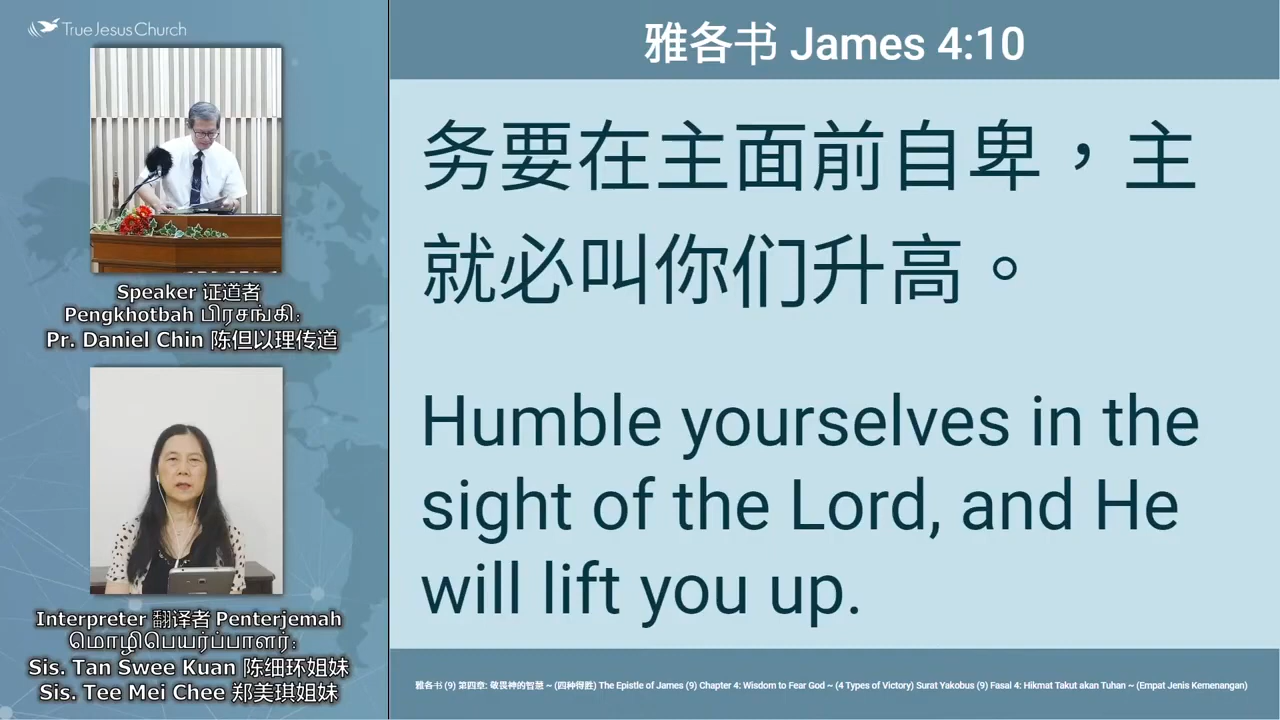 True Jesus Church
Speaker 证道者
Pengkhotbah பிரசங்கி:
Pr. Daniel Chin 陈但以理传道
Interpreter 翻译者 Penterjemah
மொழிபெயர்ப்பாளர்:
Sis. Tan Swee Kuan 陈细环姐妹
Sis. Tee Mei Chee 郑美琪姐妹
雅各书 James 4:10
务要在主面前自卑，主
就必叫你们升高。
Humble yourselves in the
sight of the Lord, and He
will lift you up.
雅各书 (9) 第四章: 敬畏神的智慧 ~ (四种得胜) The Epistle of James (9) Chapter 4: Wisdom to Fear God ~ (4 Types of Victory) Surat Yakobus (9) Fasal 4: Hikmat Takut akan Tuhan ~ (Empat Jenis Kemenangan)